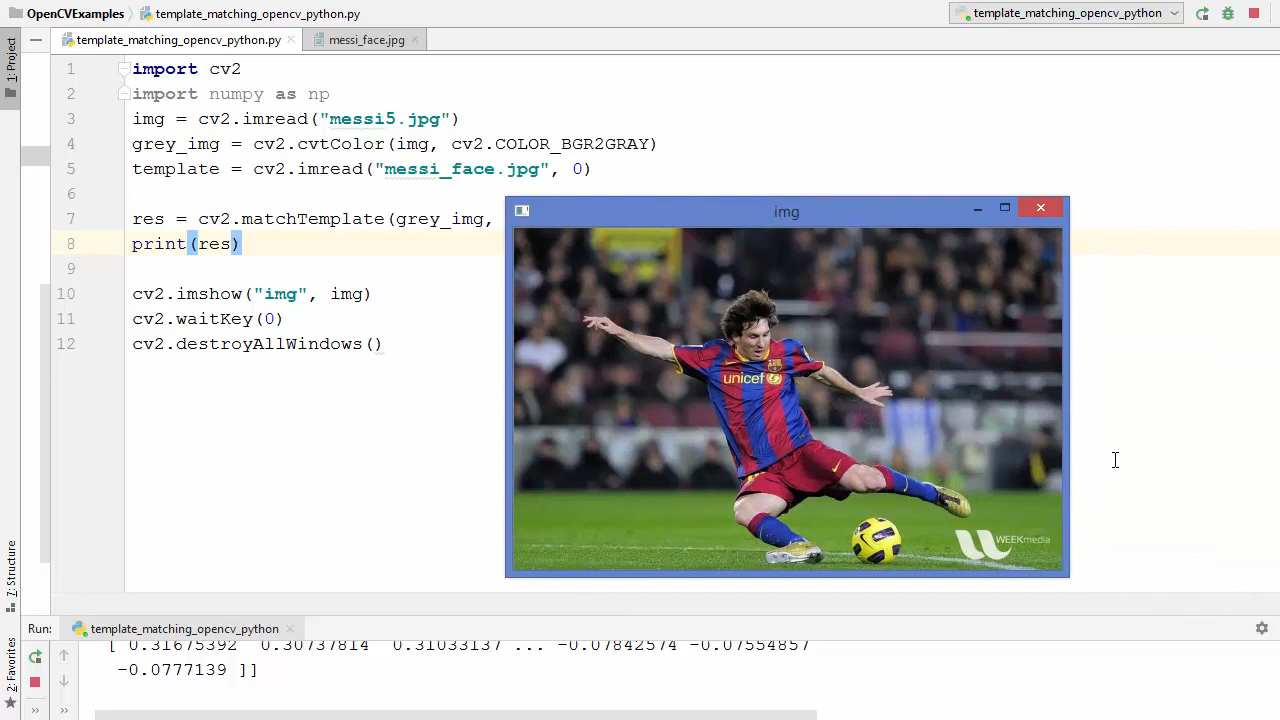 OpenCVExamples template_matching_opencv_python.py
template_matching_opencv_python
template_matching_opencv_python.py messi_face.jpg
1: Project
1 import cv2
2 import numpy as np
3 img = cv2.imread("messi5.jpg")
4 grey_img = cv2.cvtColor(img, cv2.COLOR_BGR2GRAY)
5 template = cv2.imread("messi_face.jpg", 0)
6
7 res = cv2.matchTemplate(grey_img,
8 print(res)
9
10 cv2.imshow("img", img)
11 cv2.waitKey(0)
12 cv2.destroyAllWindows()
img
unicef
WEEKmedia
Z: Structure
2: Favorites
Run: template_matching_opencv_python
[ 0.31675392 0.30737814 0.31033137 ... -0.07842574 -0.07554857
-0.0777139 ]]